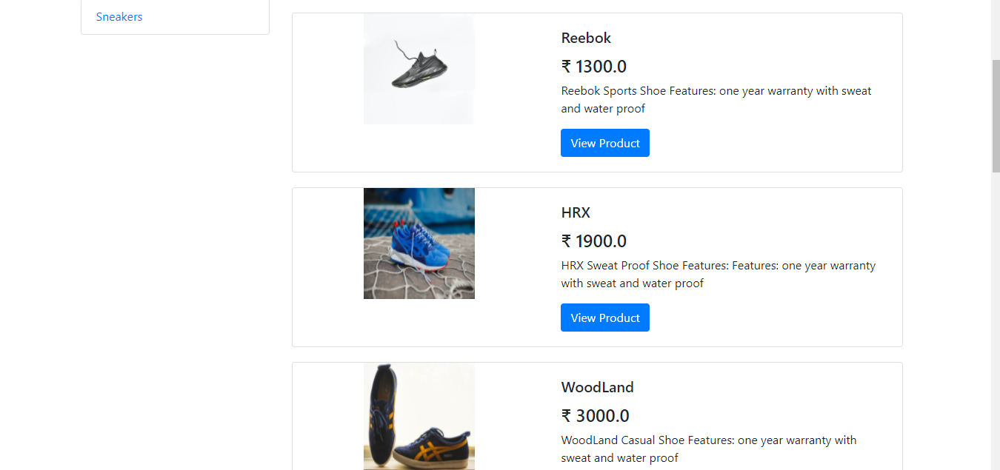 Sneakers
Reebok
₹ 1300.0
Reebok Sports Shoe Features: one year warranty with sweat
and water proof
View Product
HRX
₹ 1900.0
HRX Sweat Proof Shoe Features: Features: one year warranty
with sweat and water proof
View Product
WoodLand
₹ 3000.0
WoodLand Casual Shoe Features: one year warranty with
sweat and water proof